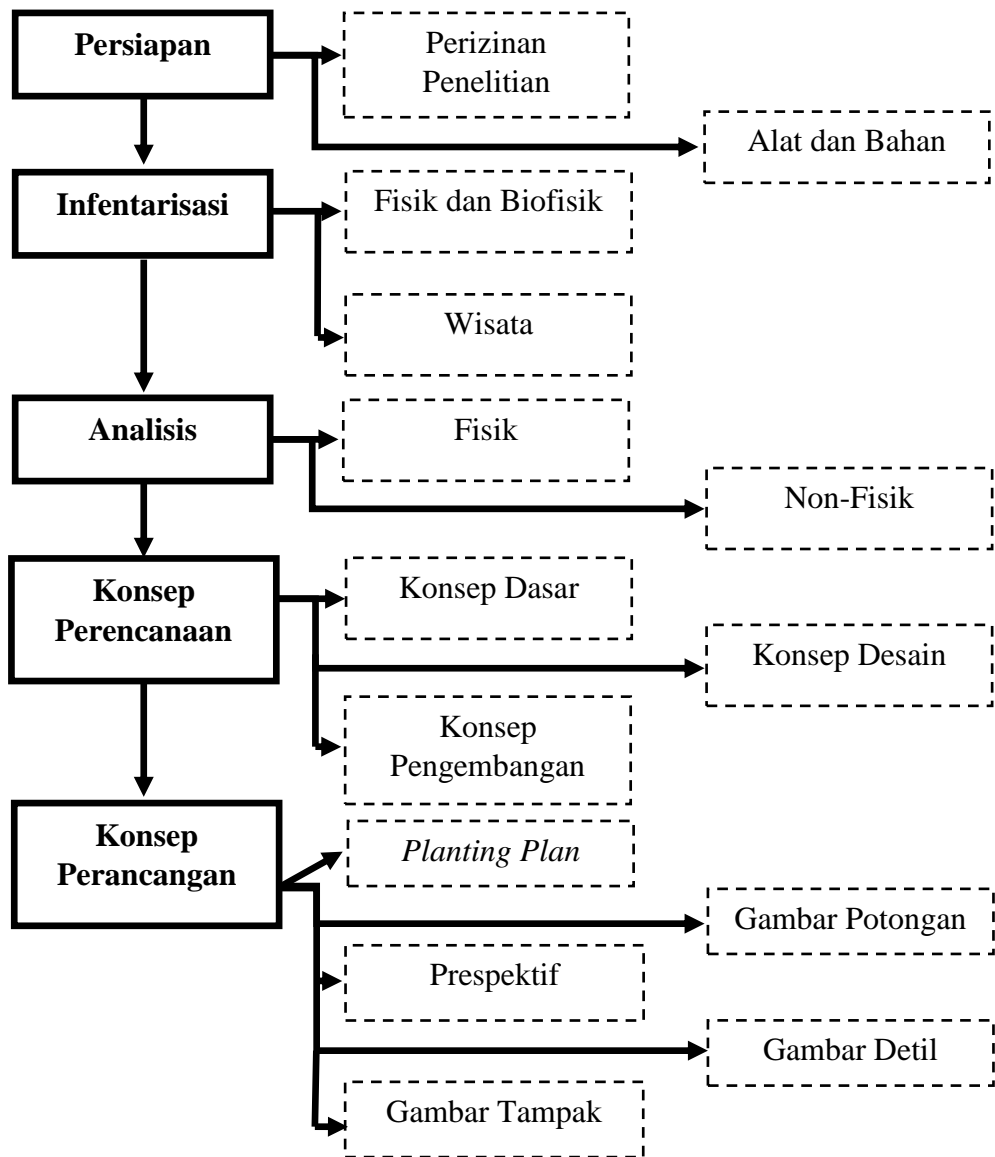 Persiapan
Perizinan
Penelitian
Alat dan Bahan
Infentarisasi
Fisik dan Biofisik
Wisata
Analisis
Fisik
Non-Fisik
Konsep
Perencanaan
Konsep Dasar
Konsep Desain
Konsep
Pengembangan
Konsep
Perancangan
Planting Plan
Gambar Potongan
Prespektif
Gambar Detil
Gambar Tampak